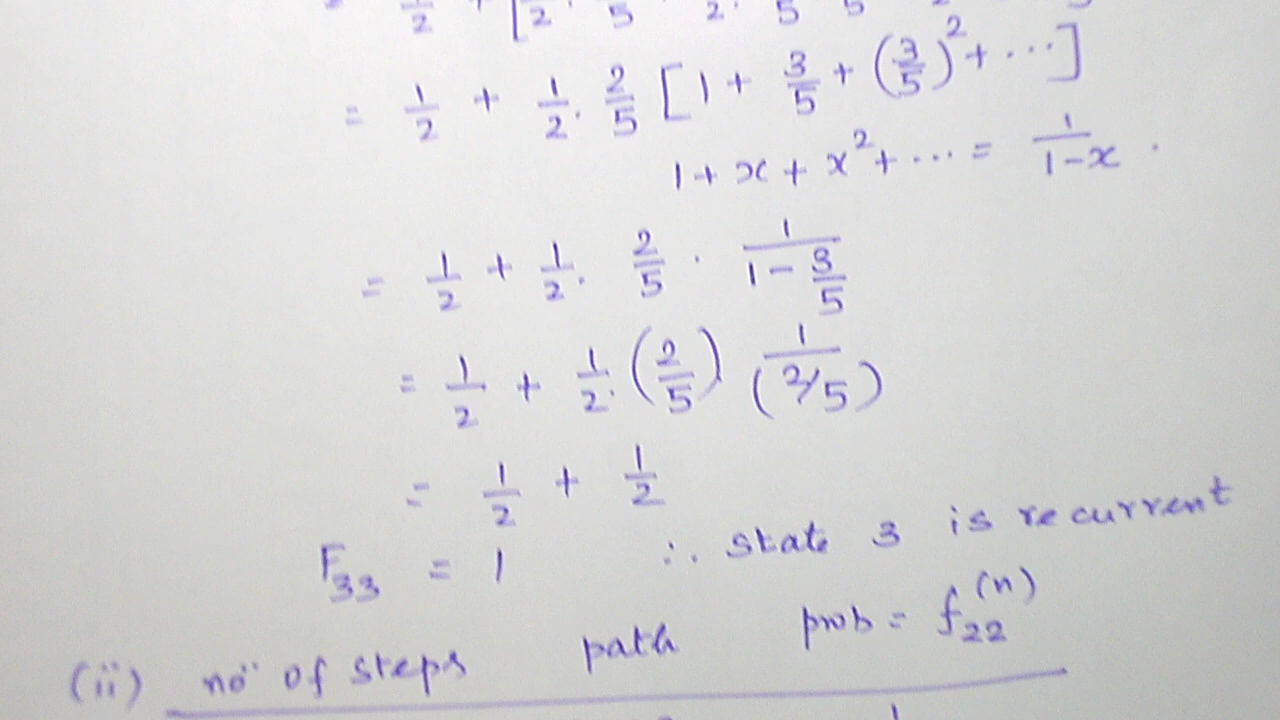 = 1/2 + 1/2 . 2/5 [1 + 3/5 + (3/5)² + ...]
1 + x + x² + ... = 1/(1-x) .
= 1/2 + 1/2 . 2/5 . 1/(1 - 3/5)
= 1/2 + 1/2 . (2/5) 1/(2/5)
= 1/2 + 1/2
F₃₃ = 1 ∴ state 3 is recurrent
(ii) no of steps path prob = f₂₂⁽ⁿ⁾